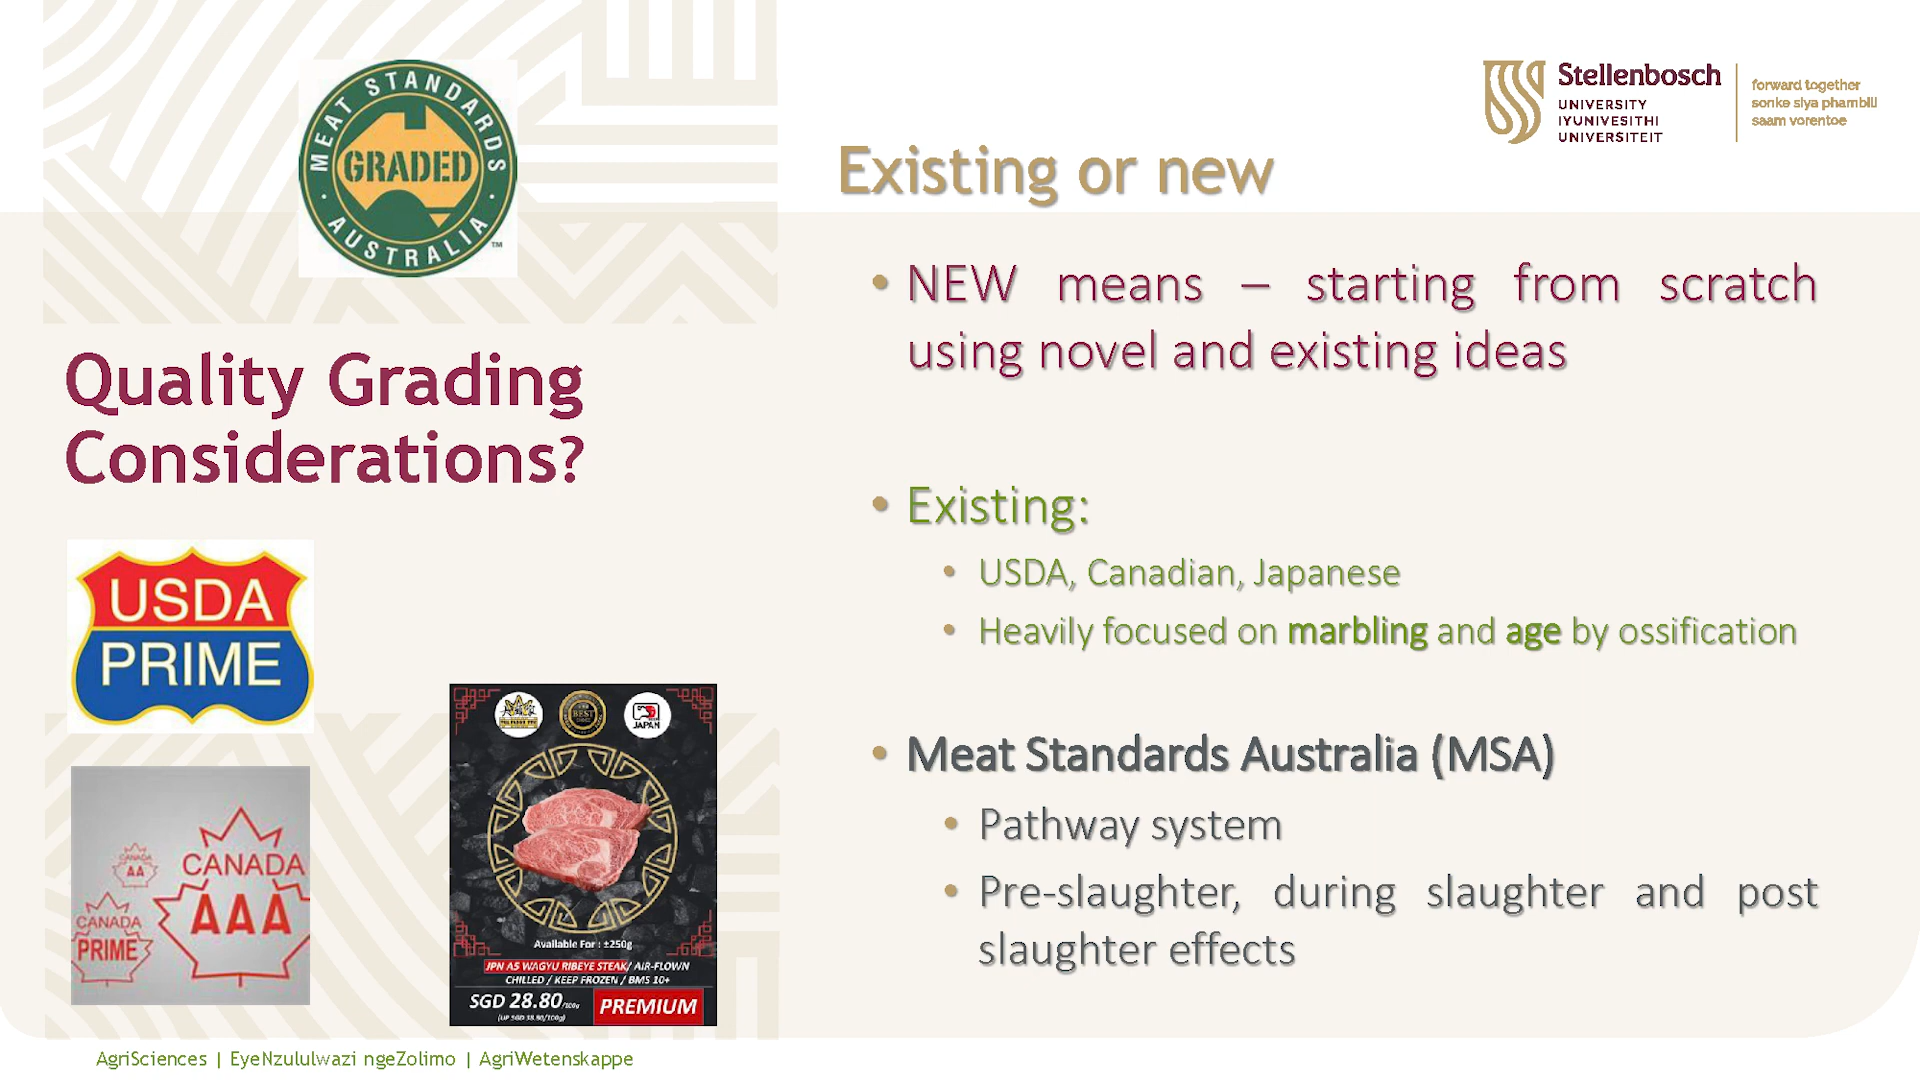 MEAT STANDARDS
GRADED
AUSTRALIA
™
Stellenbosch
UNIVERSITY
IYUNIVESITHI
UNIVERSITEIT
forward together
sonke siya phambili
saam vorentoe
Existing or new
• NEW means – starting from scratch
using novel and existing ideas
Quality Grading
Considerations?
• Existing:
• USDA, Canadian, Japanese
• Heavily focused on marbling and age by ossification
• Meat Standards Australia (MSA)
• Pathway system
• Pre-slaughter, during slaughter and post
slaughter effects
USDA
PRIME
CANADA
AA
CANADA
AAA
CANADA
PRIME
BEST
JAPAN
Available For : ±250g
JPN A5 WAGYU RIBEYE STEAK/ AIR-FLOWN
CHILLED / KEEP FROZEN / BMS 10+
SGD 28.80/100g
(UP SGD 38.90/100g)
PREMIUM
AgriSciences | EyeNzululwazi ngeZolimo | AgriWetenskappe